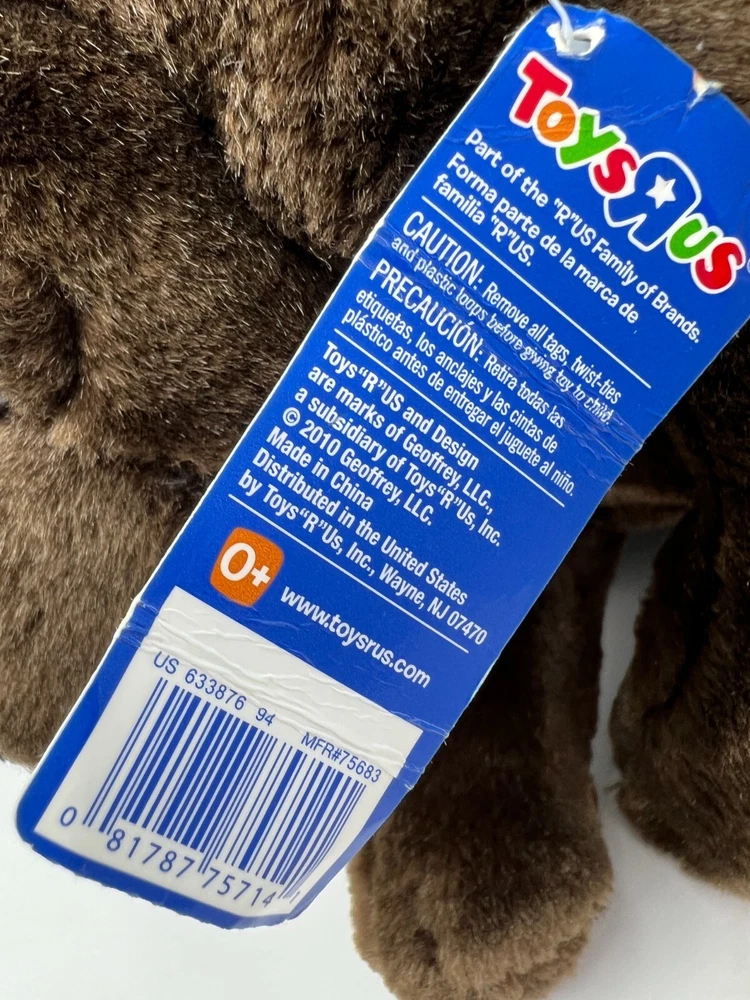 Toys R us
Part of the "R"US Family of Brands.
Forma parte de la marca de
familia "R"US.
CAUTION: Remove all tags, twist-ties
and plastic loops before giving toy to child.
PRECAUCIÓN: Retira todas las
etiquetas, los anclajes y las cintas de
plástico antes de entregar el juguete al niño.
Toys"R"US and Design
are marks of Geoffrey, LLC.,
a subsidiary of Toys"R"Us, Inc.
© 2010 Geoffrey, LLC.
Made in China
Distributed in the United States
by Toys"R"Us, Inc., Wayne, NJ 07470
0+
www.toysrus.com
US 633876 94 MFR#75683
0 81787 75714